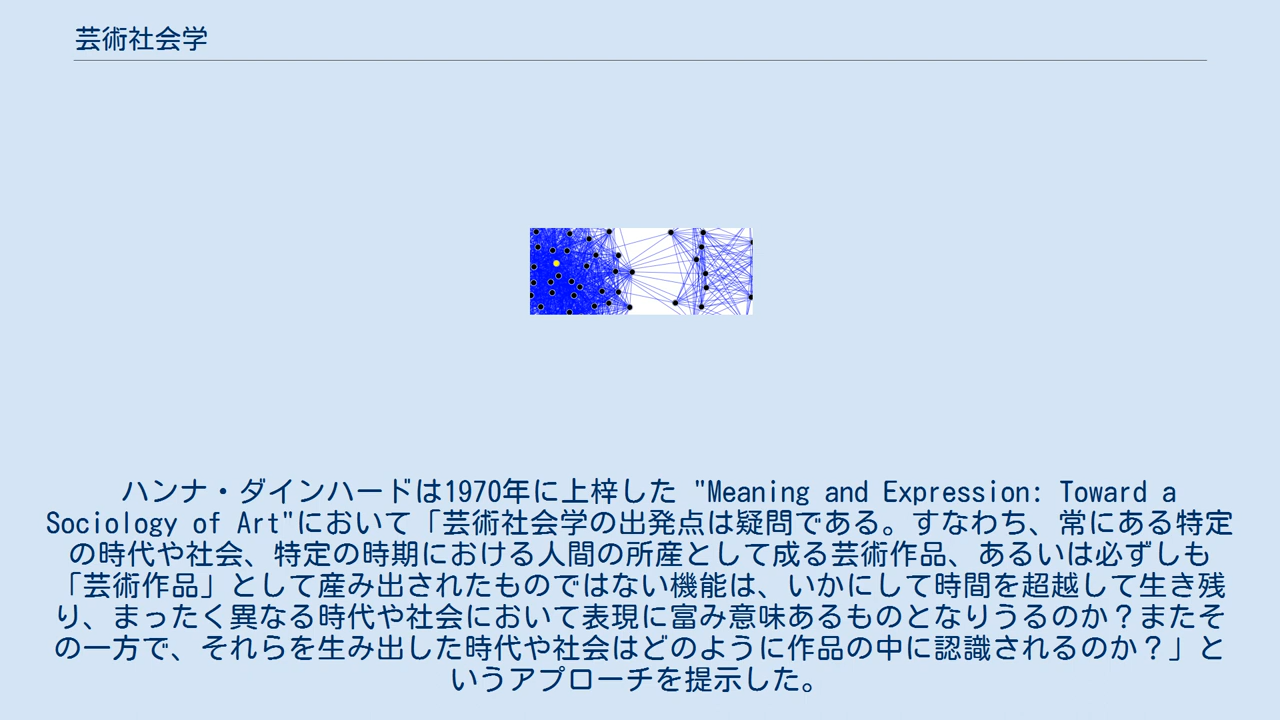 芸術社会学
ハンナ・ダインハードは1970年に上梓した "Meaning and Expression: Toward a
Sociology of Art"において「芸術社会学の出発点は疑問である。すなわち、常にある特定
の時代や社会、特定の時期における人間の所産として成る芸術作品、あるいは必ずしも
「芸術作品」として産み出されたものではない機能は、いかにして時間を超越して生き残
り、まったく異なる時代や社会において表現に富み意味あるものとなりうるのか？またそ
の一方で、それらを生み出した時代や社会はどのように作品の中に認識されるのか？」と
いうアプローチを提示した。